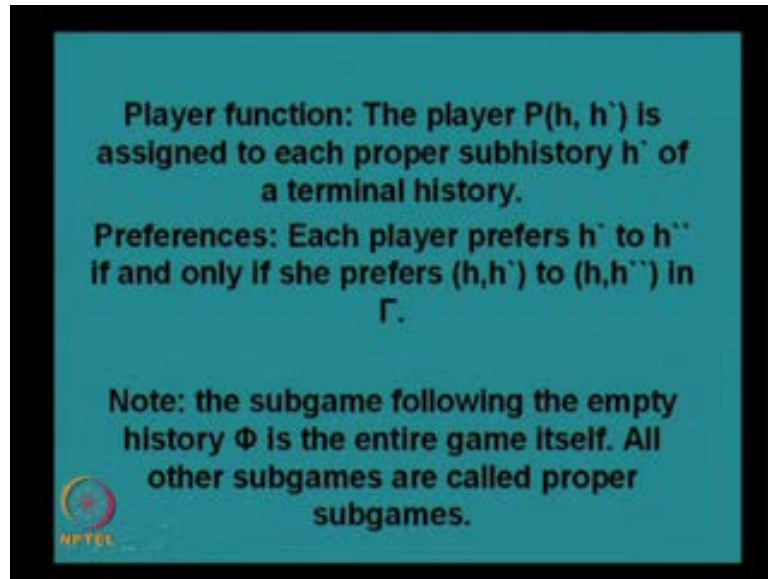 Player function: The player P(h, h`) is
assigned to each proper subhistory h` of
a terminal history.
Preferences: Each player prefers h` to h``
if and only if she prefers (h,h`) to (h,h``) in
Γ.
Note: the subgame following the empty
history Φ is the entire game itself. All
other subgames are called proper
subgames.
NPTEL